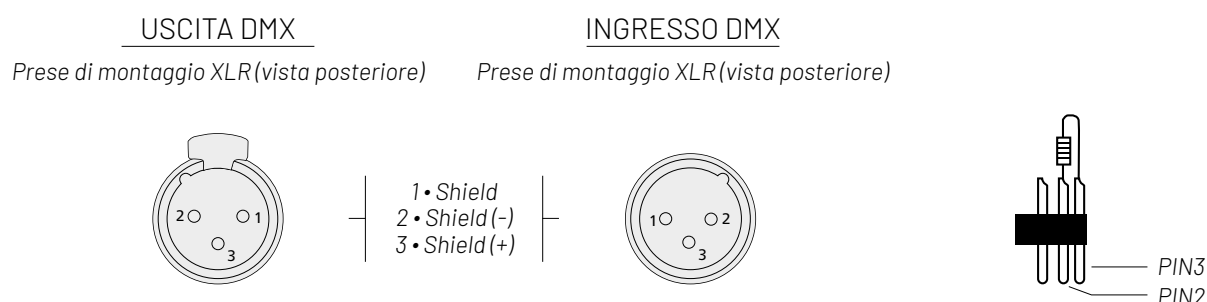 USCITA DMX
Prese di montaggio XLR (vista posteriore)
INGRESSO DMX
Prese di montaggio XLR (vista posteriore)
2 1
3
1 • Shield
2 • Shield (-)
3 • Shield (+)
1 2
3
PIN3
PIN2